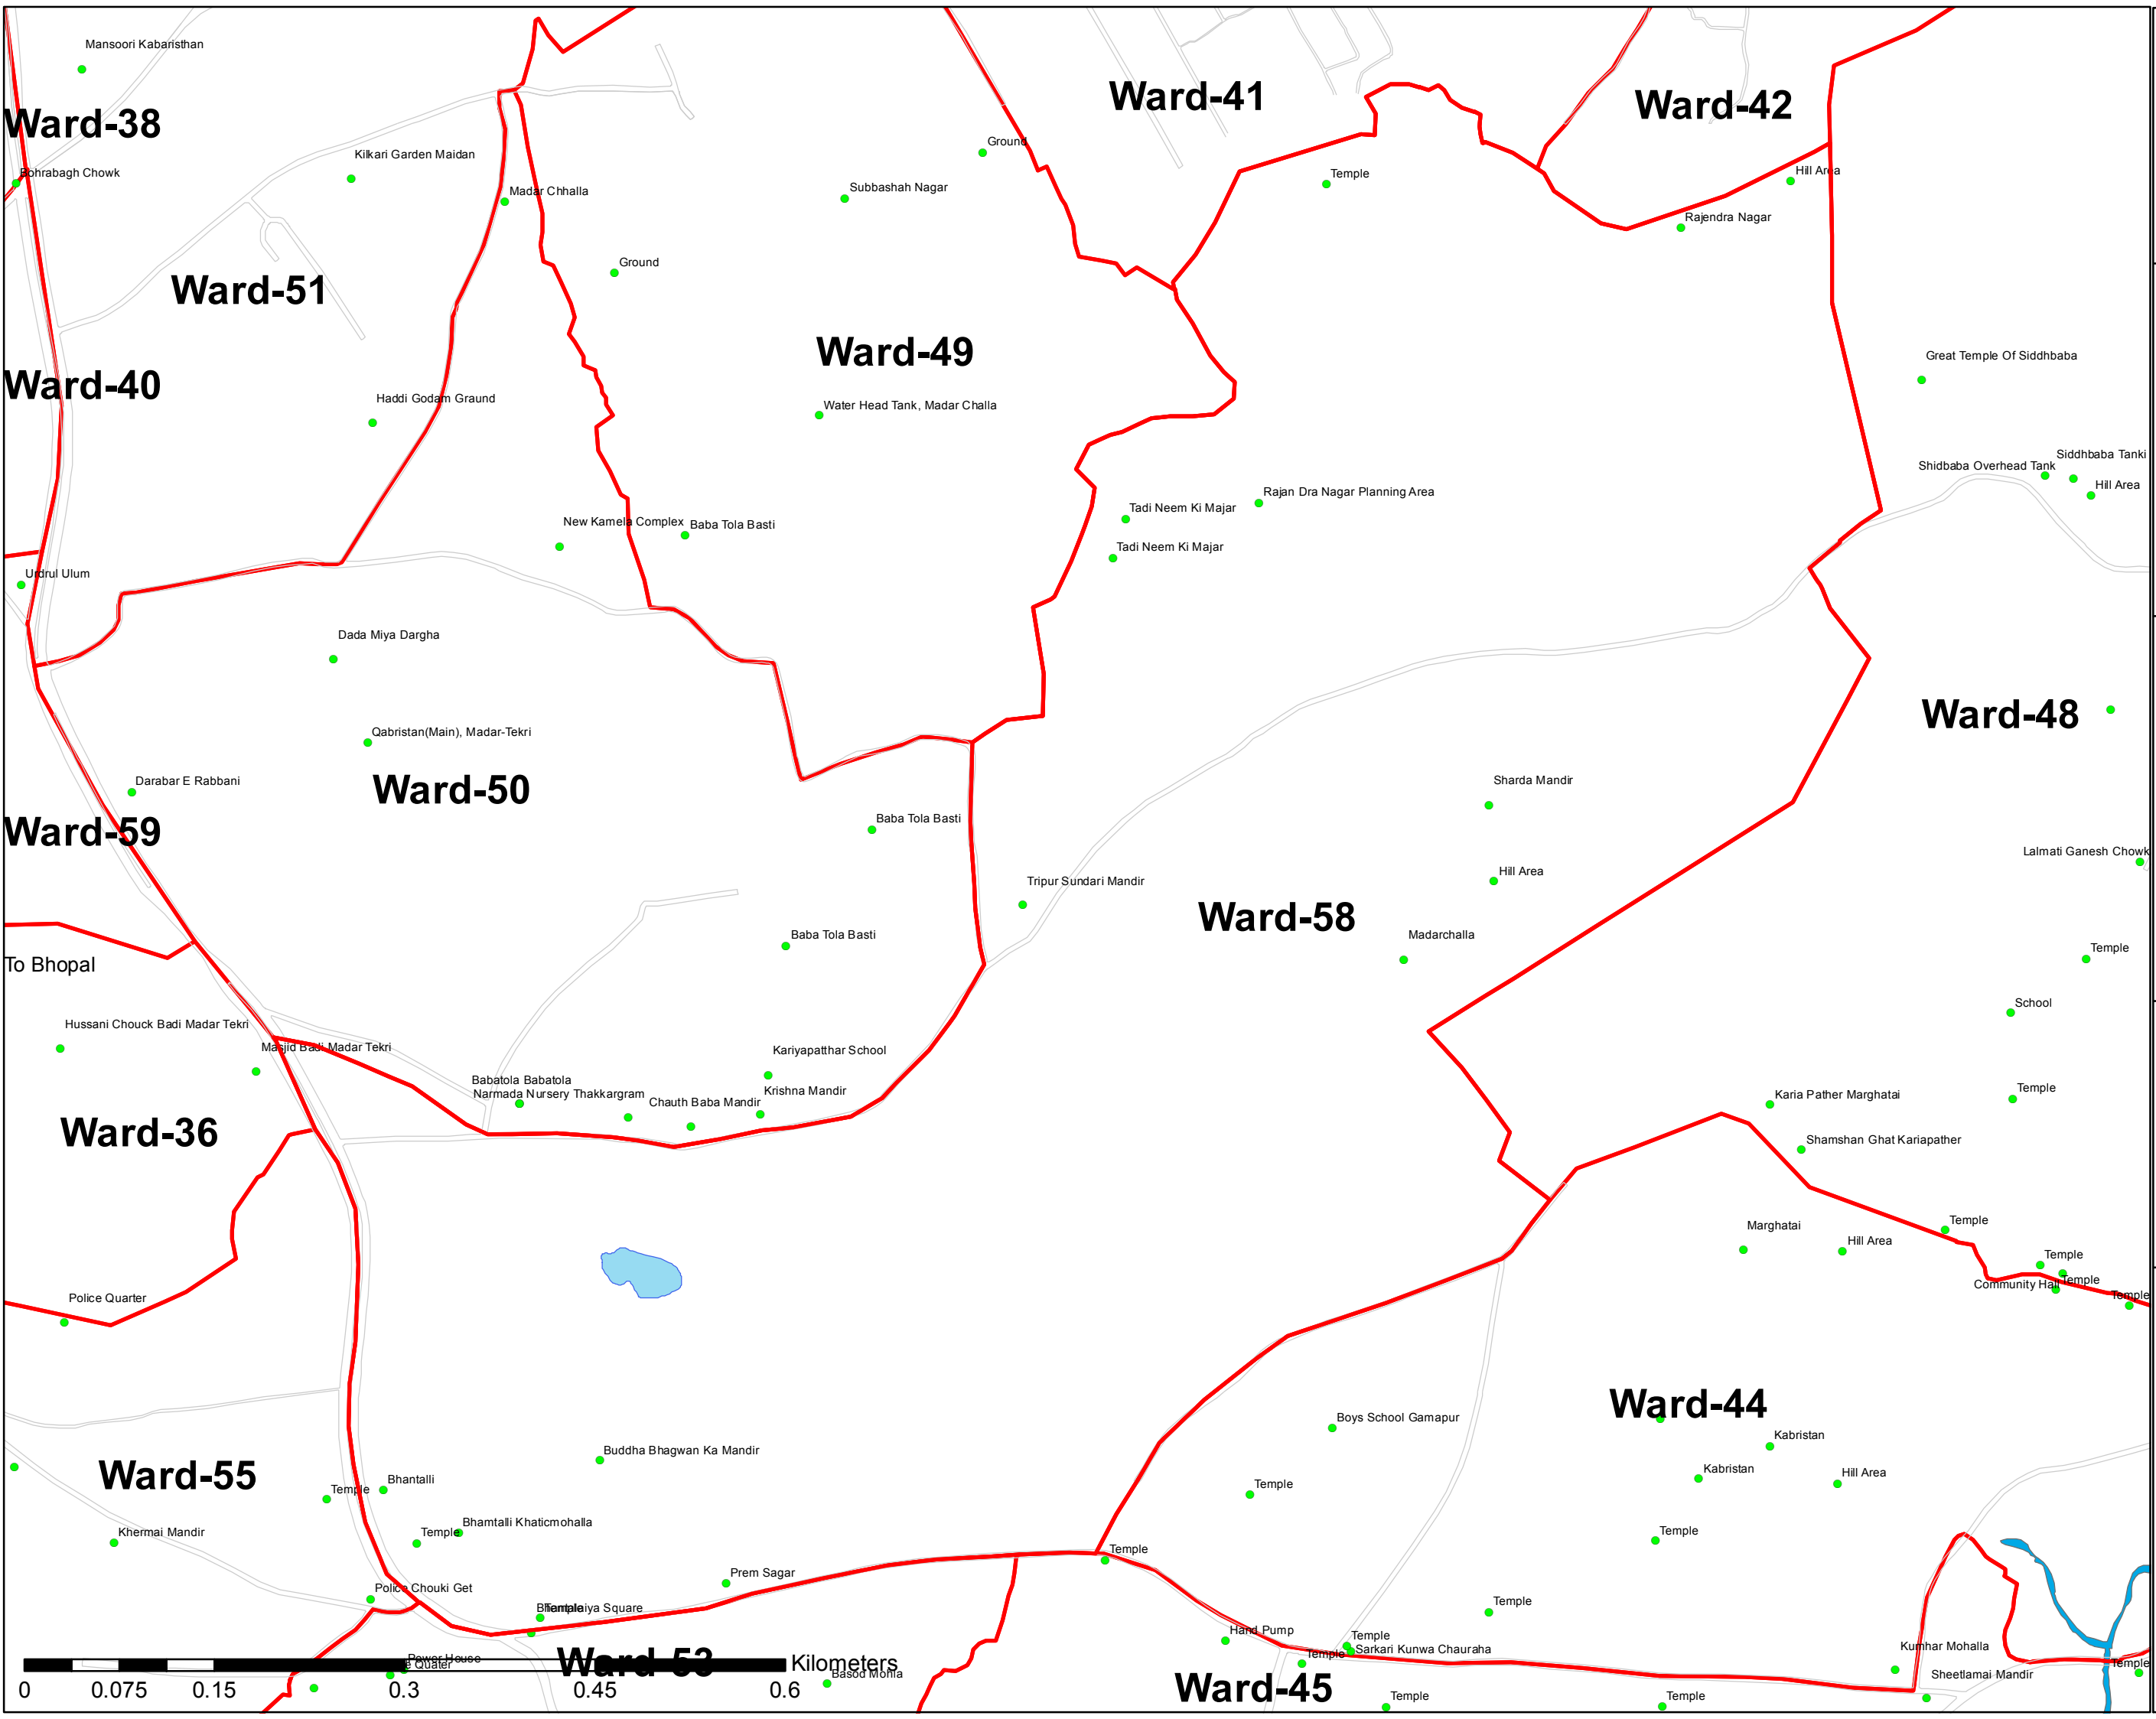 Mansoori Kabaristhan
Ward-41
Ward-42
Ward-38
Ground
Kilkari Garden Maidan
Bohrabagh Chowk
Temple
Hill Area
Madar Chhalla
Subbashah Nagar
Rajendra Nagar
Ground
Ward-51
Ward-49
Great Temple Of Siddhbaba
Ward-40
Haddi Godam Graund
Water Head Tank, Madar Challa
Siddhbaba Tanki
Shidbaba Overhead Tank
Hill Area
Rajan Dra Nagar Planning Area
Tadi Neem Ki Majar
New Kamela Complex
Baba Tola Basti
Tadi Neem Ki Majar
Urdrul Ulum
Dada Miya Dargha
Ward-48
Qabristan(Main), Madar-Tekri
Darabar E Rabbani
Ward-50
Sharda Mandir
Ward-59
Baba Tola Basti
Lalmati Ganesh Chowk
Hill Area
Tripur Sundari Mandir
Ward-58
Baba Tola Basti
Madarchalla
Temple
To Bhopal
School
Hussani Chouck Badi Madar Tekri
Masjid Badi Madar Tekri
Kariyapatthar School
Babatola Babatola
Narmada Nursery Thakkargram
Chauth Baba Mandir
Krishna Mandir
Karia Pather Marghatai
Temple
Ward-36
Shamshan Ghat Kariapather
Marghatai
Hill Area
Temple
Temple
Temple
Community Hall
Temple
Police Quarter
Ward-44
Boys School Gamapur
Kabristan
Buddha Bhagwan Ka Mandir
Kabristan
Hill Area
Ward-55
Bhantalli
Temple
Temple
Khermai Mandir
Temple
Bhamtalli Khaticmohalla
Temple
Temple
Prem Sagar
Police Chouki Get
Temple
Temple
Square
Hand Pump
Temple
Sarkari Kunwa Chauraha
Temple
Kumhar Mohalla
Temple
Power House
Quater
Ward-53
Kilometers
Basod Mohla
Ward-45
Sheetlamai Mandir
0 0.075 0.15 0.3 0.45 0.6
Temple
Temple